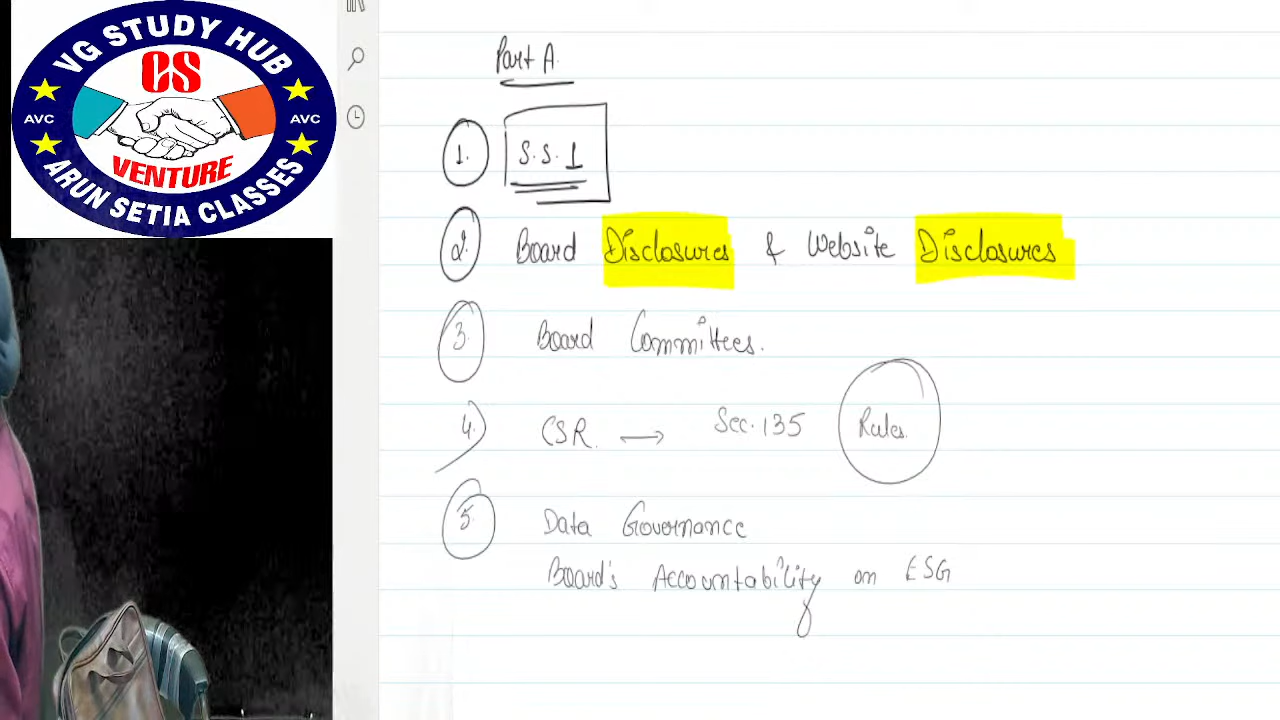 VG STUDY HUB
CS
AVC
AVC
VENTURE
ARUN SETIA CLASSES
Part A.
1. S.S.1
2. Board Disclosures & Website Disclosures
3. Board Committees.
4. CSR. → Sec.135 Rules.
5. Data Governance
Board's Accountability on ESG